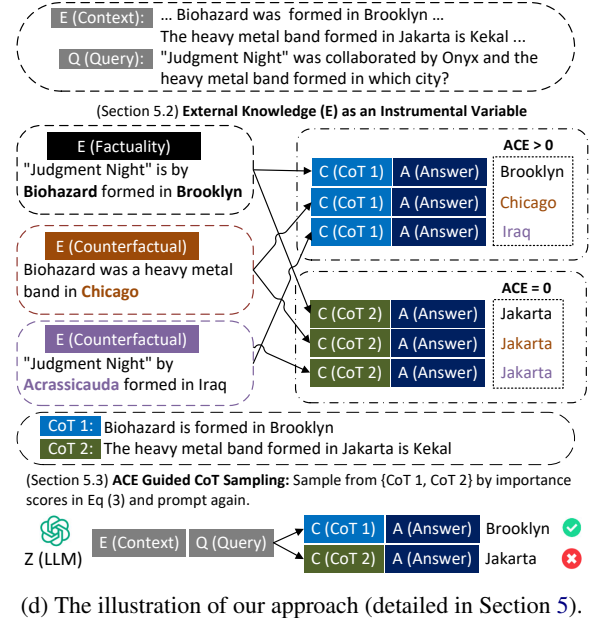 E (Context): ... Biohazard was formed in Brooklyn ...
The heavy metal band formed in Jakarta is Kekal ...
Q (Query): "Judgment Night" was collaborated by Onyx and the
heavy metal band formed in which city?
(Section 5.2) External Knowledge (E) as an Instrumental Variable
E (Factuality)
"Judgment Night" is by
Biohazard formed in Brooklyn
E (Counterfactual)
Biohazard was a heavy metal
band in Chicago
E (Counterfactual)
"Judgment Night" by
Acrassicauda formed in Iraq
ACE > 0
C (CoT 1) A (Answer) Brooklyn
C (CoT 1) A (Answer) Chicago
C (CoT 1) A (Answer) Iraq
ACE = 0
C (CoT 2) A (Answer) Jakarta
C (CoT 2) A (Answer) Jakarta
C (CoT 2) A (Answer) Jakarta
CoT 1: Biohazard is formed in Brooklyn
CoT 2: The heavy metal band formed in Jakarta is Kekal
(Section 5.3) ACE Guided CoT Sampling: Sample from {CoT 1, CoT 2} by importance
scores in Eq (3) and prompt again.
Z (LLM)
E (Context) Q (Query)
C (CoT 1) A (Answer) Brooklyn
C (CoT 2) A (Answer) Jakarta
(d) The illustration of our approach (detailed in Section 5).